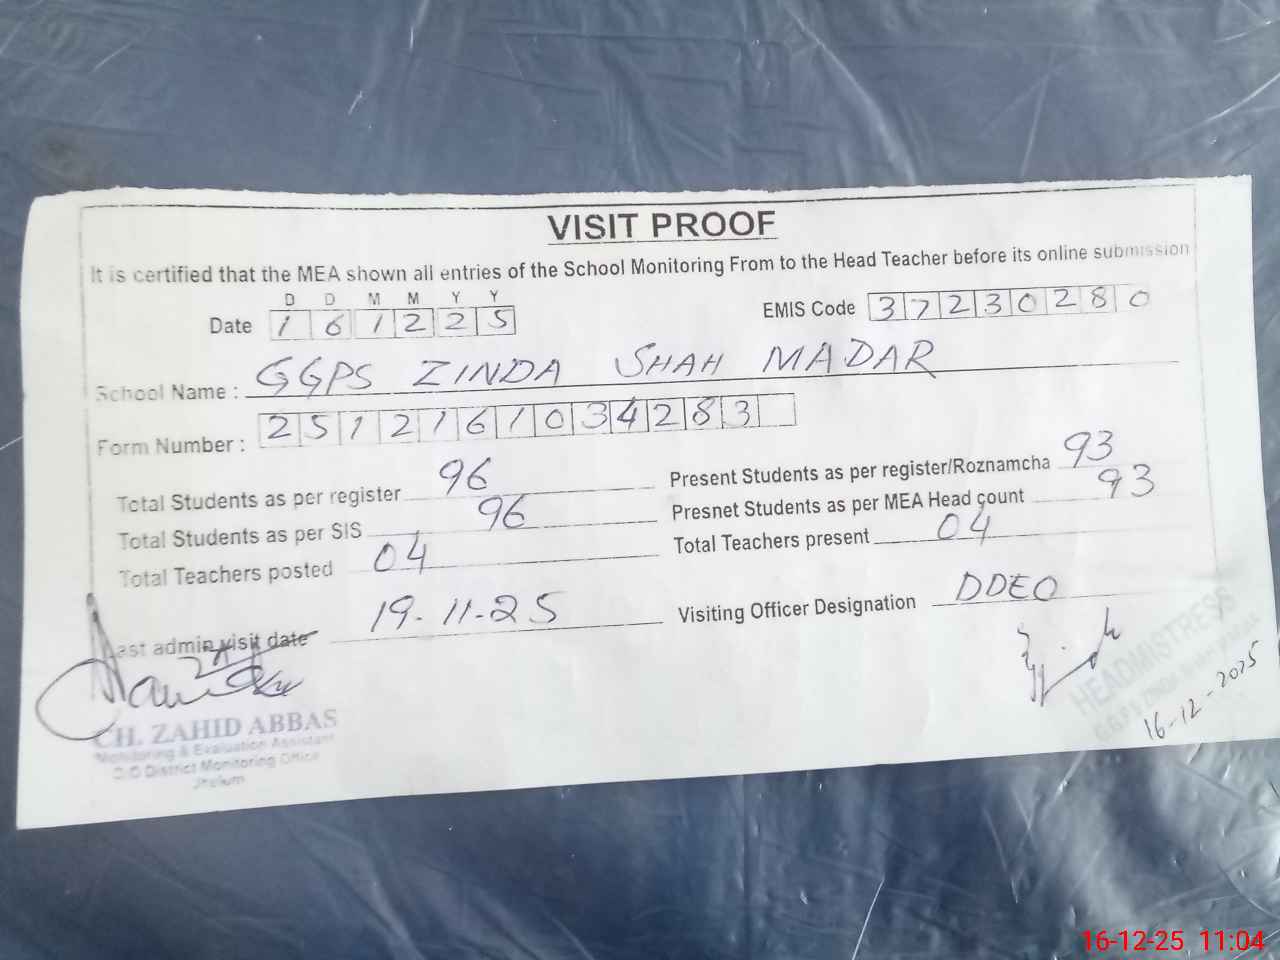 VISIT PROOF
It is certified that the MEA shown all entries of the School Monitoring From to the Head Teacher before its online submission
D D M M Y Y
Date 1 6 1 2 2 5 EMIS Code 3 7 2 3 0 2 8 0
School Name : GGPS ZINDA SHAH MADAR
Form Number : 2 5 1 2 1 6 1 0 3 4 2 8 3
Total Students as per register 96 Present Students as per register/Roznamcha 93
Total Students as per SIS 96 Presnet Students as per MEA Head count 93
Total Teachers posted 04 Total Teachers present 04
Last admin visit date 19-11-25 Visiting Officer Designation DDEO
CH. ZAHID ABBAS
Monitoring & Evaluation Assistant
District Monitoring Office
Jhelum
HEADMISTRESS
16-12-2025
16-12-25 11:04